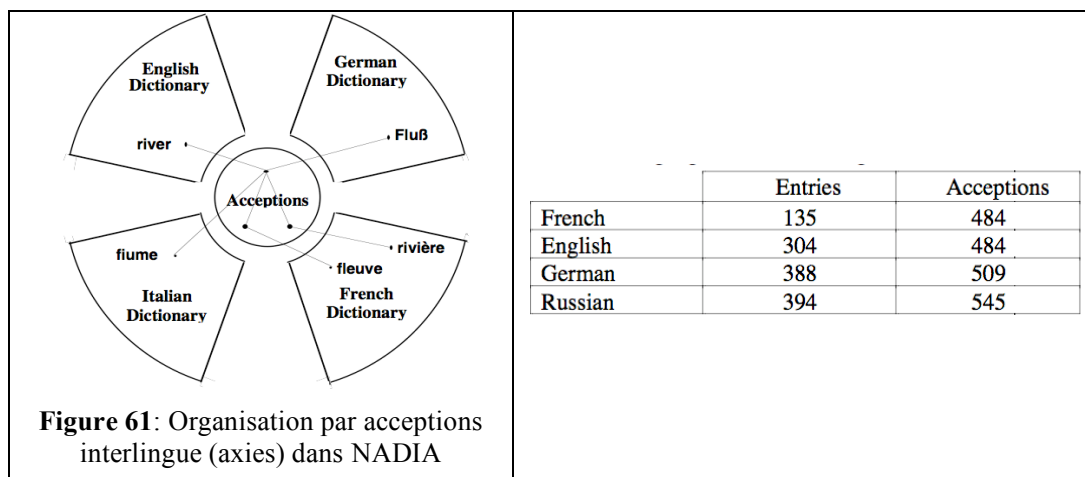 English
Dictionary
German
Dictionary
river
Fluß
Acceptions
fiume
rivière
fleuve
Italian
Dictionary
French
Dictionary
Figure 61: Organisation par acceptions
interlingue (axies) dans NADIA
Entries Acceptions
French 135 484
English 304 484
German 388 509
Russian 394 545